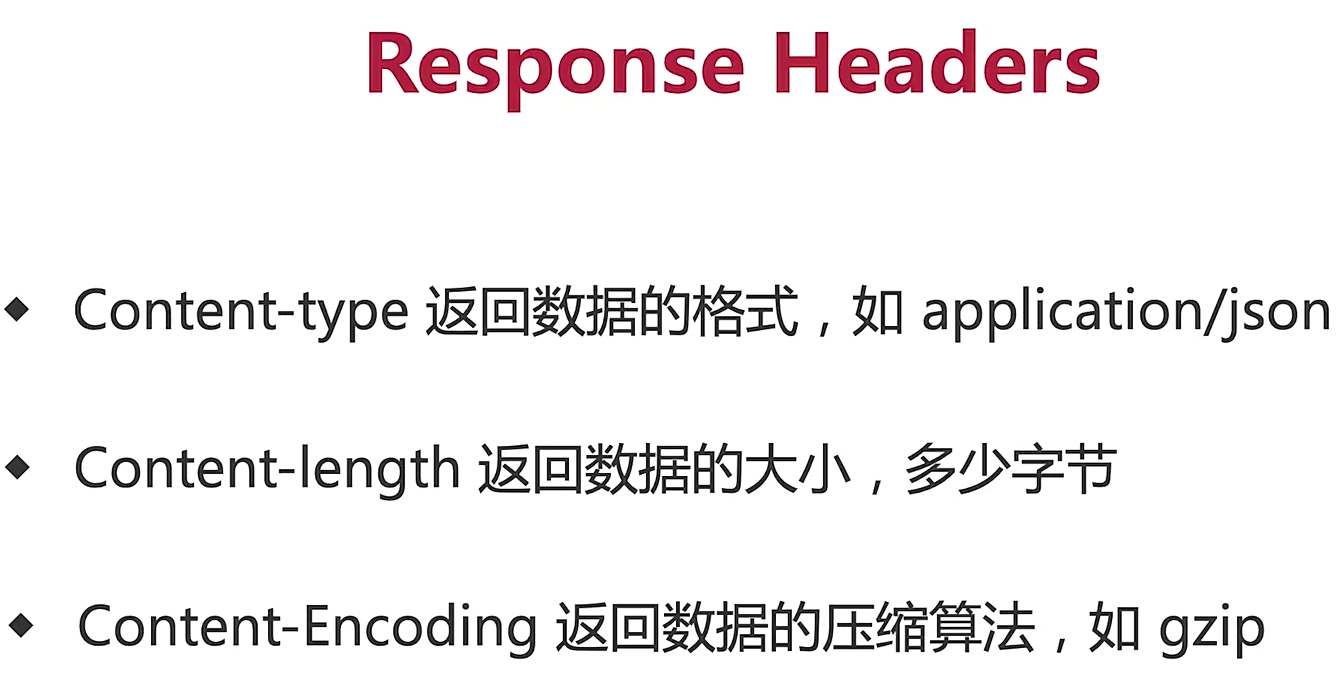 Response Headers
◆ Content-type 返回数据的格式，如 application/json
◆ Content-length 返回数据的大小，多少字节
◆ Content-Encoding 返回数据的压缩算法，如 gzip